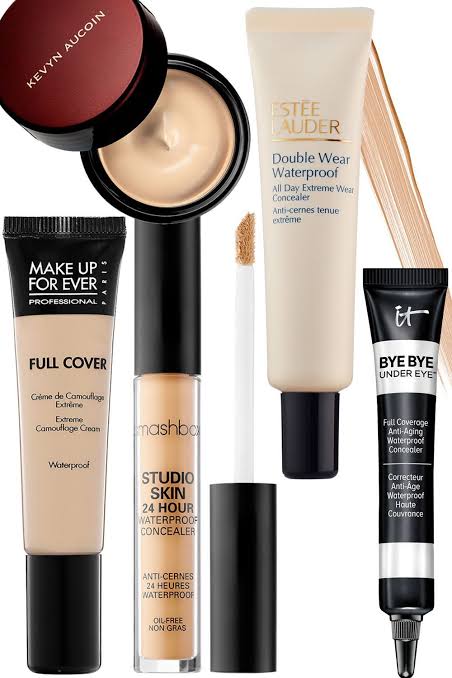 KEVYN AUCOIN
ESTĒE
LAUDER
Double Wear
Waterproof
All Day Extreme Wear
Concealer
Anti-cernes tenue
extrême
MAKE UP
FOR EVER
PROFESSIONAL
PARIS
FULL COVER
Crème de Camouflage
Extrême
Extreme
Camouflage Cream
Waterproof
smashbox
STUDIO
SKIN
24 HOUR
WATERPROOF
CONCEALER
ANTI-CERNES
24 HEURES
WATERPROOF
OIL-FREE
NON GRAS
it
BYE BYE
UNDER EYE™
Full Coverage
Anti-Aging
Waterproof
Concealer
Correcteur
Anti-Âge
Waterproof
Haute
Couvrance